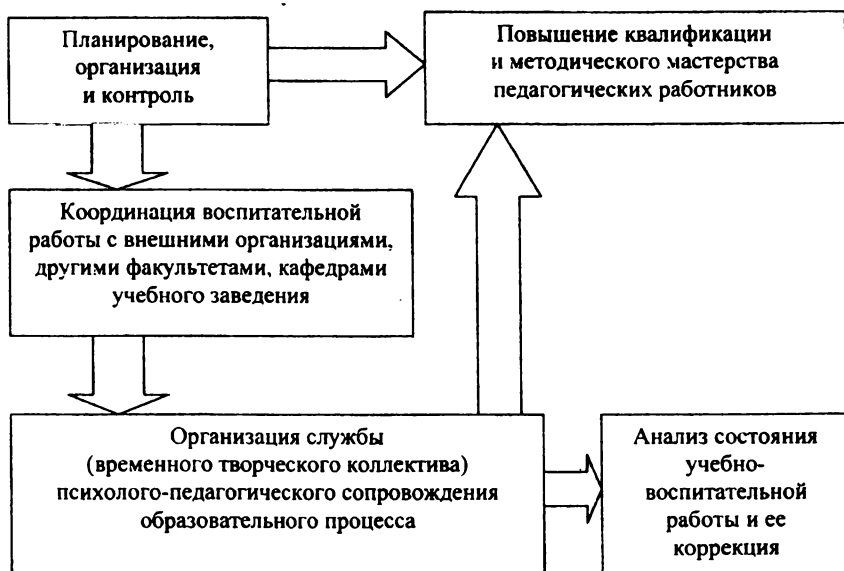 Планирование,
организация
и контроль
Повышение квалификации
и методического мастерства
педагогических работников
Координация воспитательной
работы с внешними организациями,
другими факультетами, кафедрами
учебного заведения
Организация службы
(временного творческого коллектива)
психолого-педагогического сопровождения
образовательного процесса
Анализ состояния
учебно-
воспитательной
работы и ее
коррекция